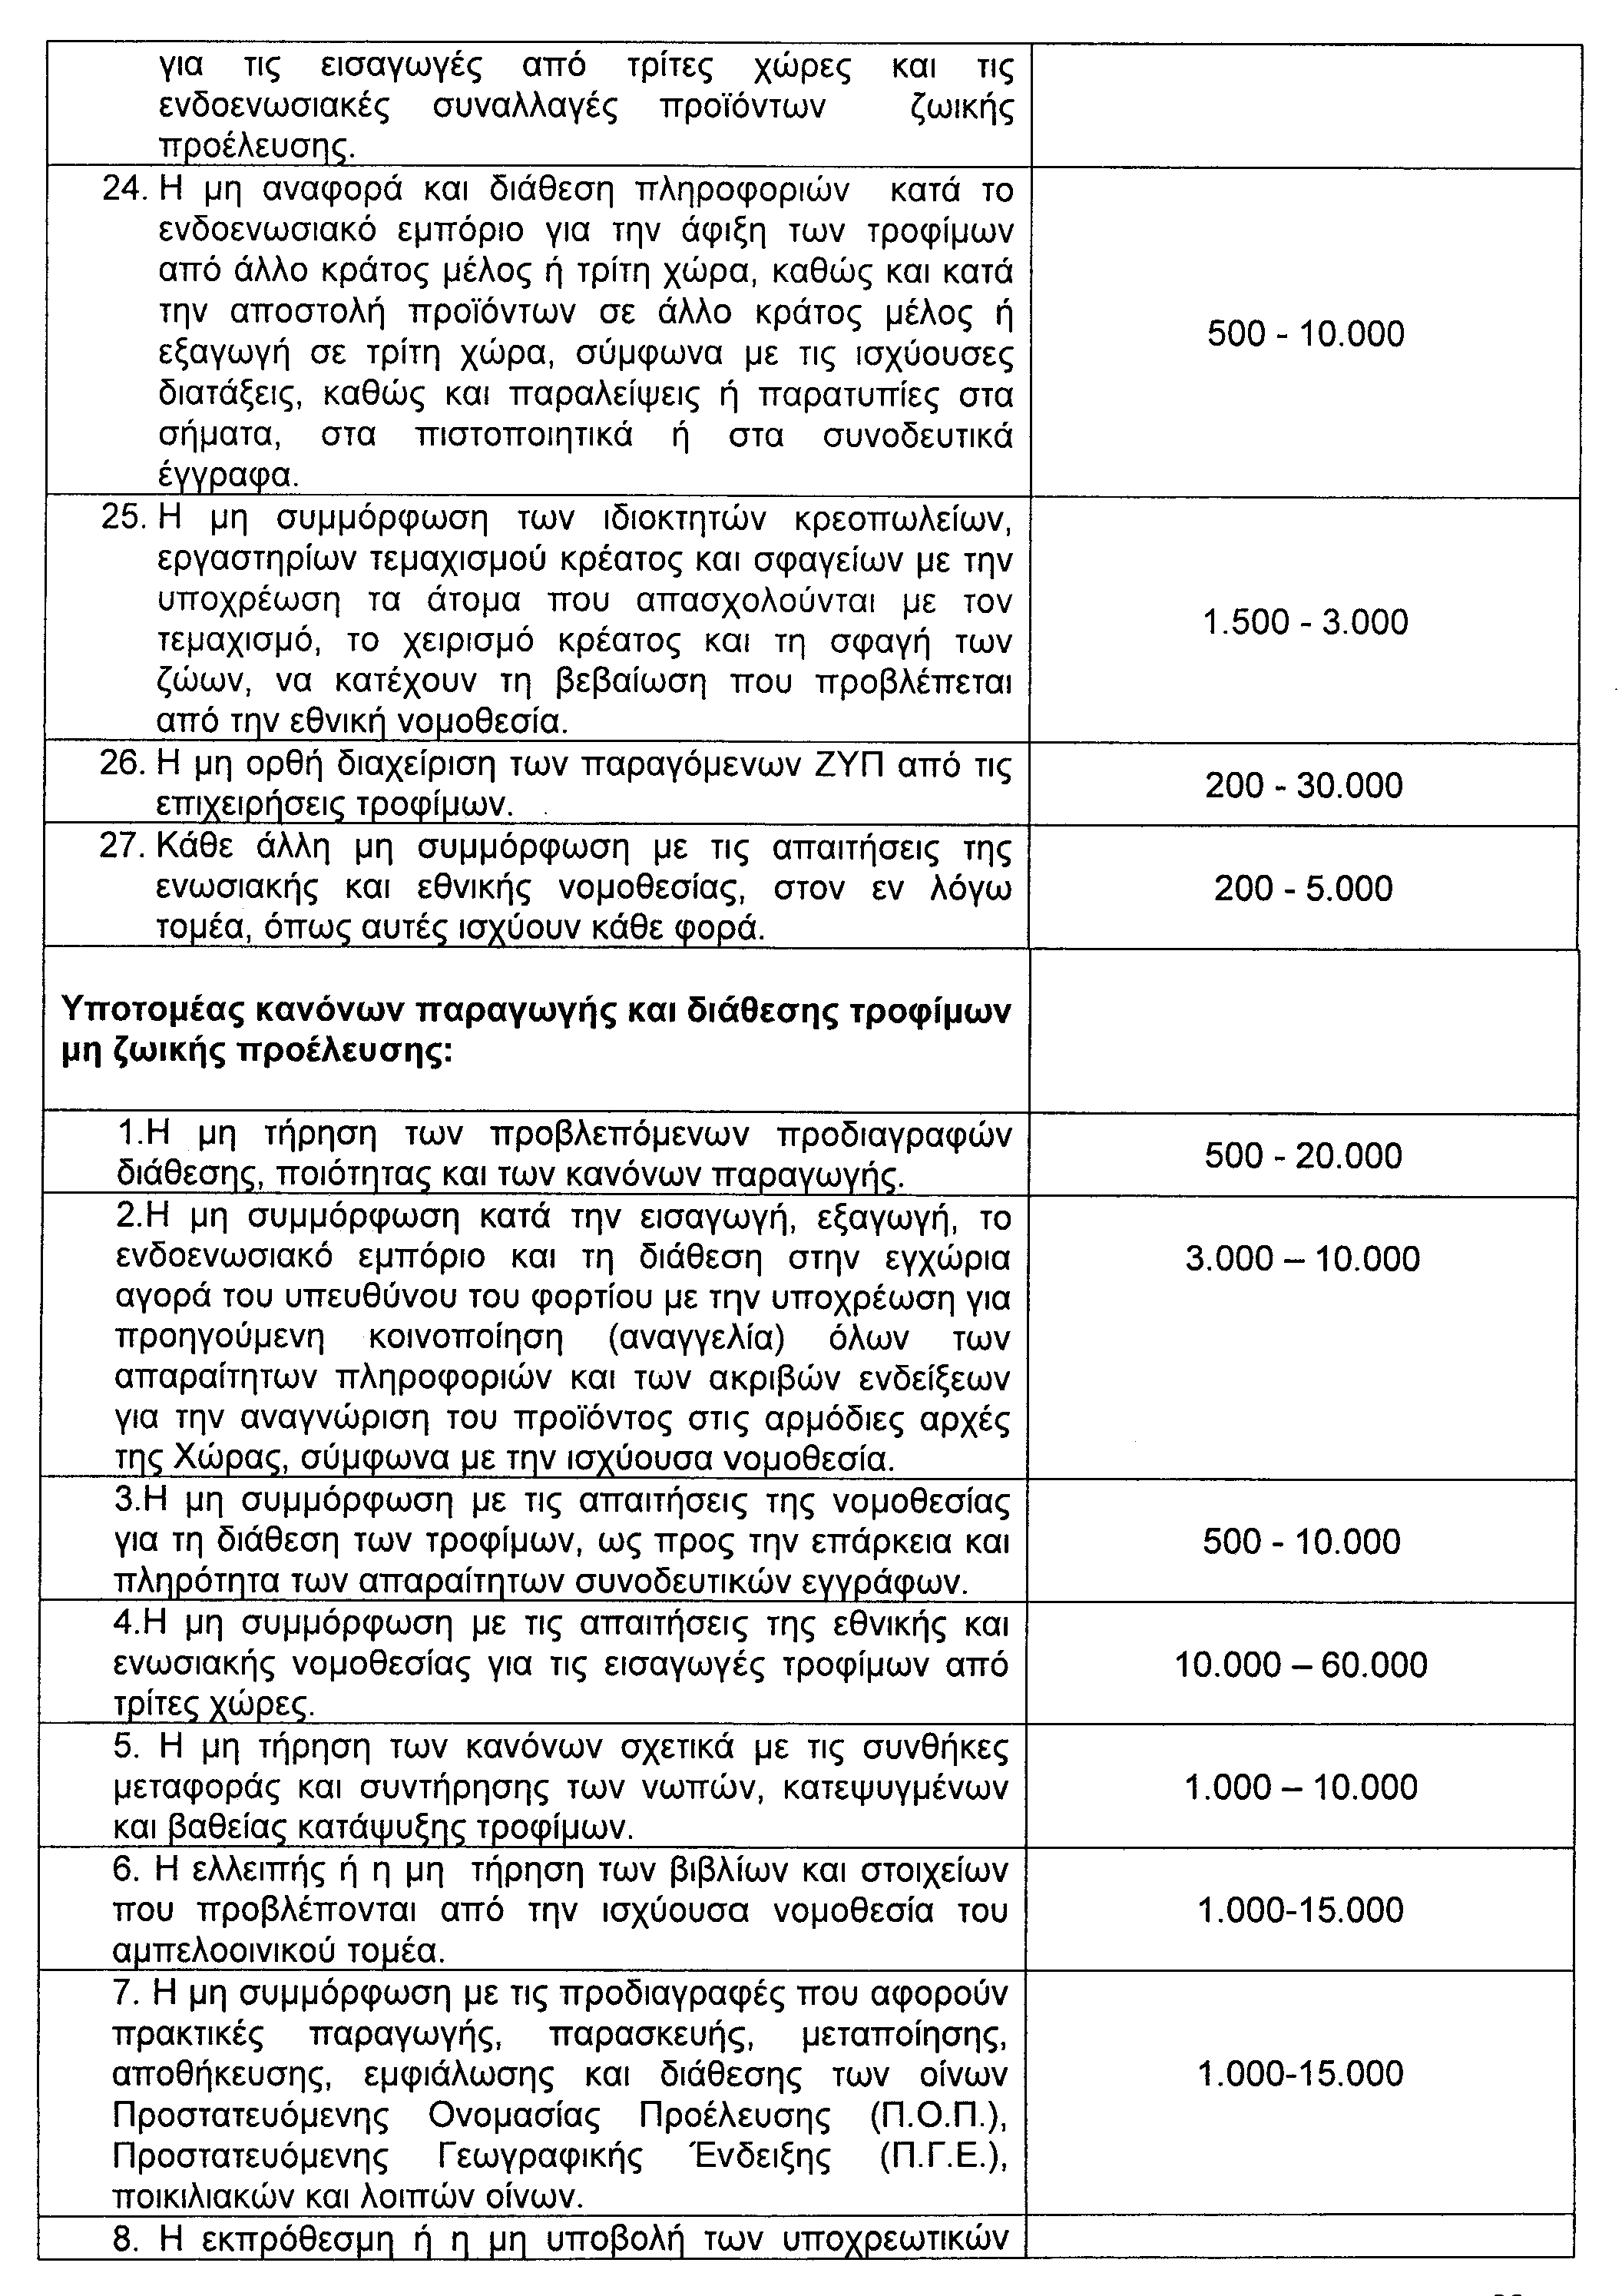 για τις εισαγωγές από τρίτες χώρες και τις
ενδοενωσιακές συναλλαγές προϊόντων ζωικής
προέλευσης.
24. Η μη αναφορά και διάθεση πληροφοριών κατά το
ενδοενωσιακό εμπόριο για την άφιξη των τροφίμων
από άλλο κράτος μέλος ή τρίτη χώρα, καθώς και κατά
την αποστολή προϊόντων σε άλλο κράτος μέλος ή
εξαγωγή σε τρίτη χώρα, σύμφωνα με τις ισχύουσες
διατάξεις, καθώς και παραλείψεις ή παρατυπίες στα
σήματα, στα πιστοποιητικά ή στα συνοδευτικά
έγγραφα.
500 - 10.000
25. Η μη συμμόρφωση των ιδιοκτητών κρεοπωλείων,
εργαστηρίων τεμαχισμού κρέατος και σφαγείων με την
υποχρέωση τα άτομα που απασχολούνται με τον
τεμαχισμό, το χειρισμό κρέατος και τη σφαγή των
ζώων, να κατέχουν τη βεβαίωση που προβλέπεται
από την εθνική νομοθεσία.
1.500 - 3.000
26. Η μη ορθή διαχείριση των παραγόμενων ΖΥΠ από τις
επιχειρήσεις τροφίμων.
200 - 30.000
27. Κάθε άλλη μη συμμόρφωση με τις απαιτήσεις της
ενωσιακής και εθνικής νομοθεσίας, στον εν λόγω
τομέα, όπως αυτές ισχύουν κάθε φορά.
200 - 5.000
Υποτομέας κανόνων παραγωγής και διάθεσης τροφίμων
μη ζωικής προέλευσης:
1.Η μη τήρηση των προβλεπόμενων προδιαγραφών
διάθεσης, ποιότητας και των κανόνων παραγωγής.
500 - 20.000
2.Η μη συμμόρφωση κατά την εισαγωγή, εξαγωγή, το
ενδοενωσιακό εμπόριο και τη διάθεση στην εγχώρια
αγορά του υπευθύνου του φορτίου με την υποχρέωση για
προηγούμενη κοινοποίηση (αναγγελία) όλων των
απαραίτητων πληροφοριών και των ακριβών ενδείξεων
για την αναγνώριση του προϊόντος στις αρμόδιες αρχές
της Χώρας, σύμφωνα με την ισχύουσα νομοθεσία.
3.000 – 10.000
3.Η μη συμμόρφωση με τις απαιτήσεις της νομοθεσίας
για τη διάθεση των τροφίμων, ως προς την επάρκεια και
πληρότητα των απαραίτητων συνοδευτικών εγγράφων.
500 - 10.000
4.Η μη συμμόρφωση με τις απαιτήσεις της εθνικής και
ενωσιακής νομοθεσίας για τις εισαγωγές τροφίμων από
τρίτες χώρες.
10.000 – 60.000
5. Η μη τήρηση των κανόνων σχετικά με τις συνθήκες
μεταφοράς και συντήρησης των νωπών, κατεψυγμένων
και βαθείας κατάψυξης τροφίμων.
1.000 – 10.000
6. Η ελλειπής ή η μη τήρηση των βιβλίων και στοιχείων
που προβλέπονται από την ισχύουσα νομοθεσία του
αμπελοοινικού τομέα.
1.000-15.000
7. Η μη συμμόρφωση με τις προδιαγραφές που αφορούν
πρακτικές παραγωγής, παρασκευής, μεταποίησης,
αποθήκευσης, εμφιάλωσης και διάθεσης των οίνων
Προστατευόμενης Ονομασίας Προέλευσης (Π.Ο.Π.),
Προστατευόμενης Γεωγραφικής Ένδειξης (Π.Γ.Ε.),
ποικιλιακών και λοιπών οίνων.
1.000-15.000
8. Η εκπρόθεσμη ή η μη υποβολή των υποχρεωτικών